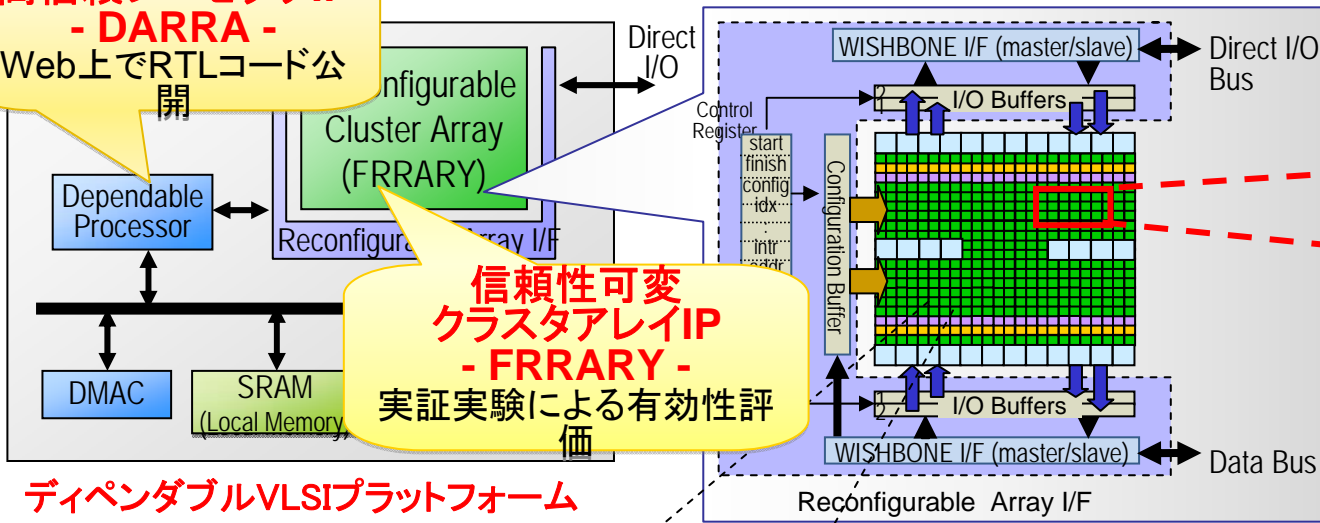 - DARRA -
Web上でRTLコード公
開
Cluster Array
(FRRARY)
Direct
I/O
Dependable
Processor
DMAC
SRAM
(Local Memory)
信頼性可変
クラスタアレイIP
- FRRARY -
実証実験による有効性評
価
ディペンダブルVLSIプラットフォーム
WISHBONE I/F (master/slave)
Direct I/O
Bus
I/O Buffers
Control
Register
start
finish
config
idx
.
intr
addr
Configuration Buffer
I/O Buffers
WISHBONE I/F (master/slave)
Data Bus
Reconfigurable Array I/F